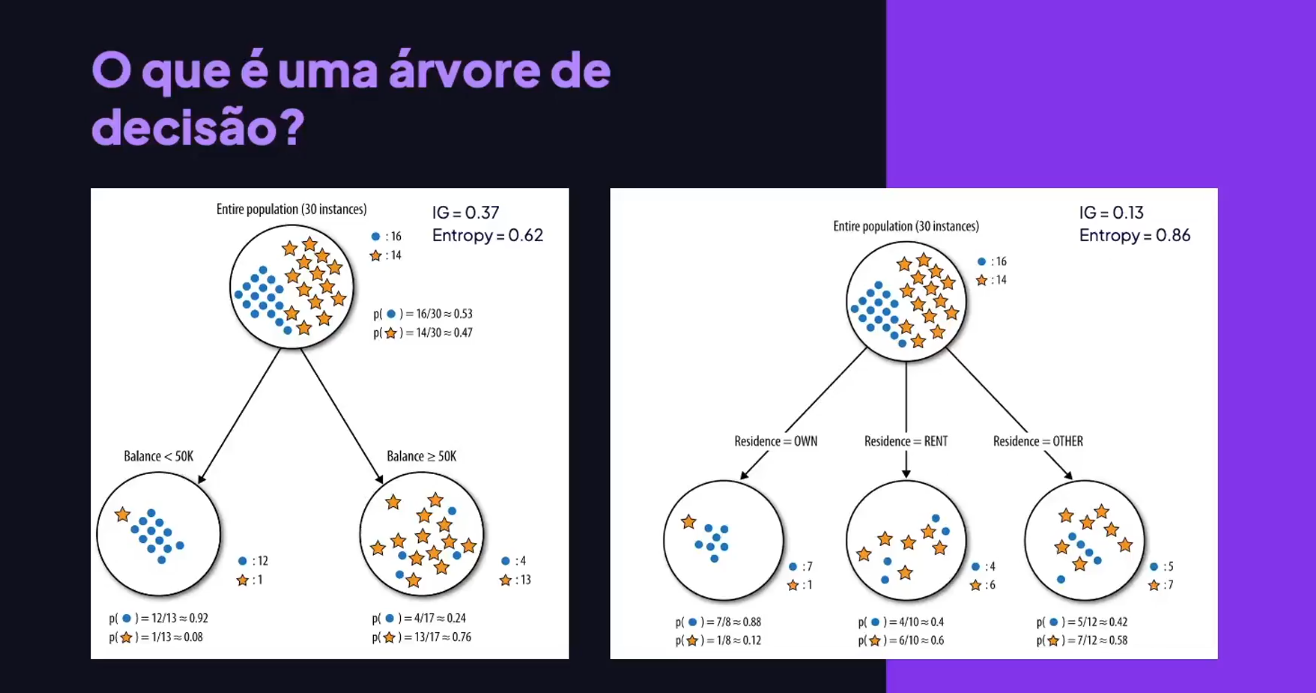 O que é uma árvore de
decisão?
Entire population (30 instances)
IG = 0.37
Entropy = 0.62
: 16
: 14
p( ) = 16/30 ≈ 0.53
p( ) = 14/30 ≈ 0.47
Balance < 50K
Balance ≥ 50K
: 12
: 1
: 4
: 13
p( ) = 12/13 ≈ 0.92
p( ) = 1/13 ≈ 0.08
p( ) = 4/17 ≈ 0.24
p( ) = 13/17 ≈ 0.76
Entire population (30 instances)
IG = 0.13
Entropy = 0.86
: 16
: 14
Residence = OWN
Residence = RENT
Residence = OTHER
: 7
: 1
: 4
: 6
: 5
: 7
p( ) = 7/8 ≈ 0.88
p( ) = 1/8 ≈ 0.12
p( ) = 4/10 ≈ 0.4
p( ) = 6/10 ≈ 0.6
p( ) = 5/12 ≈ 0.42
p( ) = 7/12 ≈ 0.58